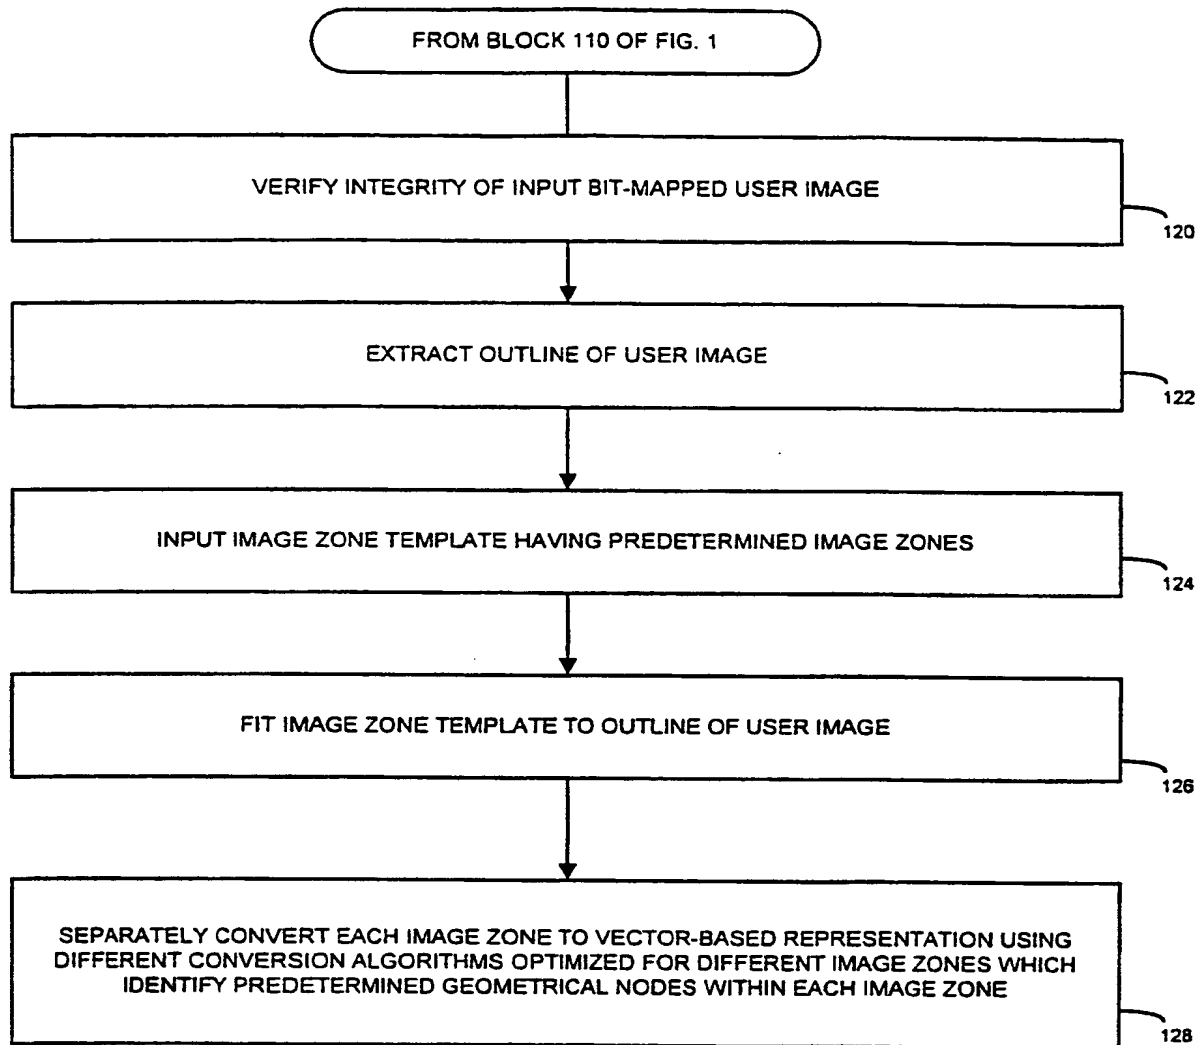 FROM BLOCK 110 OF FIG. 1
VERIFY INTEGRITY OF INPUT BIT-MAPPED USER IMAGE
120
EXTRACT OUTLINE OF USER IMAGE
122
INPUT IMAGE ZONE TEMPLATE HAVING PREDETERMINED IMAGE ZONES
124
FIT IMAGE ZONE TEMPLATE TO OUTLINE OF USER IMAGE
126
SEPARATELY CONVERT EACH IMAGE ZONE TO VECTOR-BASED REPRESENTATION USING
DIFFERENT CONVERSION ALGORITHMS OPTIMIZED FOR DIFFERENT IMAGE ZONES WHICH
IDENTIFY PREDETERMINED GEOMETRICAL NODES WITHIN EACH IMAGE ZONE
128